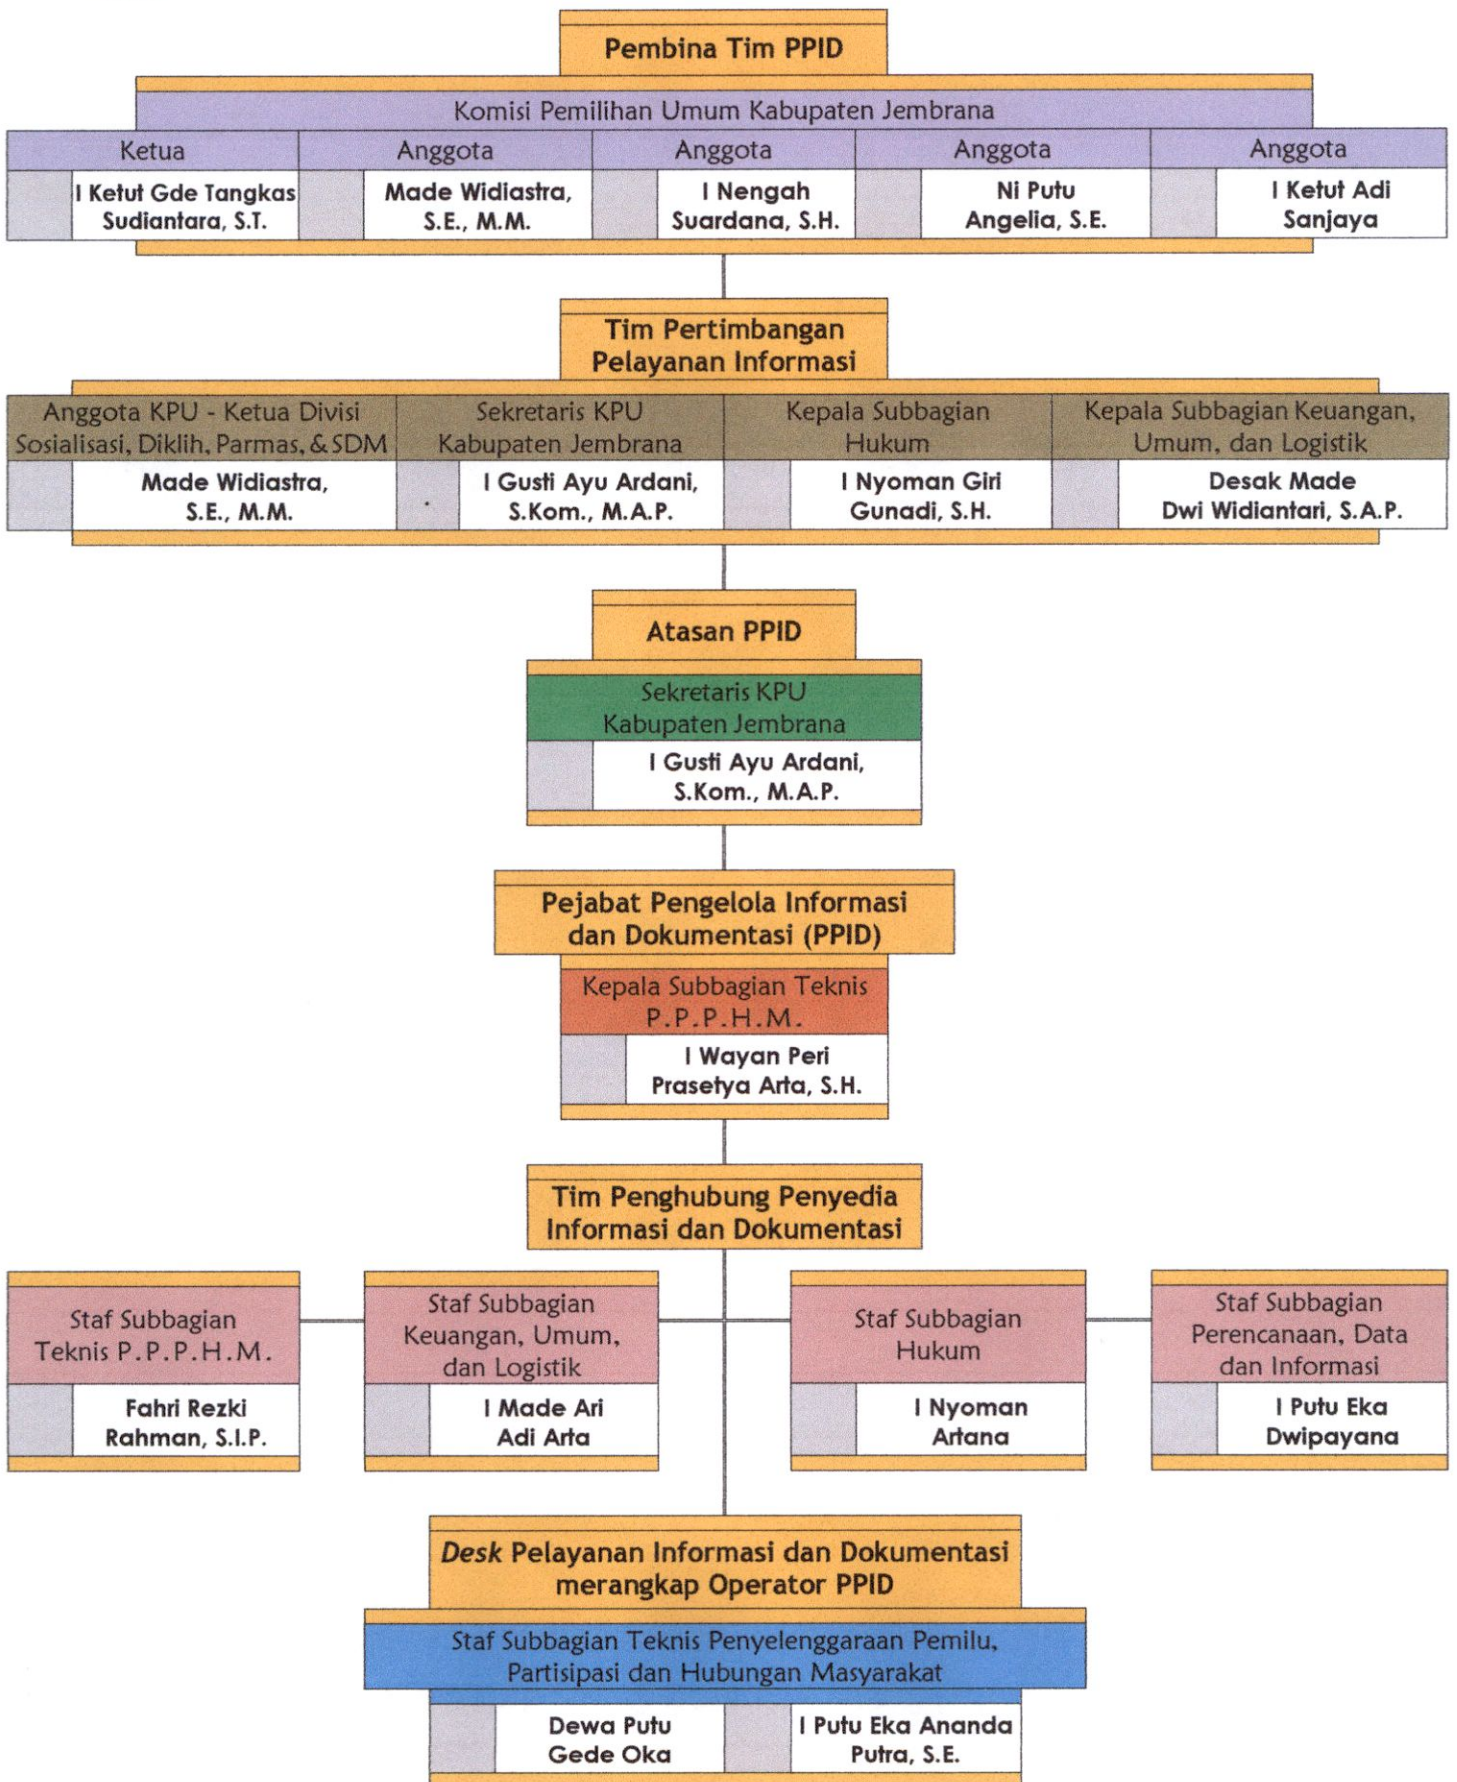 Pembina Tim PPID
Komisi Pemilihan Umum Kabupaten Jembrana
Ketua
Anggota
Anggota
Anggota
Anggota
I Ketut Gde Tangkas
Sudiantara, S.T.
Made Widiastra,
S.E., M.M.
I Nengah
Suardana, S.H.
Ni Putu
Angelia, S.E.
I Ketut Adi
Sanjaya
Tim Pertimbangan
Pelayanan Informasi
Anggota KPU - Ketua Divisi
Sosialisasi, Diklih, Parmas, & SDM
Sekretaris KPU
Kabupaten Jembrana
Kepala Subbagian
Hukum
Kepala Subbagian Keuangan,
Umum, dan Logistik
Made Widiastra,
S.E., M.M.
I Gusti Ayu Ardani,
S.Kom., M.A.P.
I Nyoman Giri
Gunadi, S.H.
Desak Made
Dwi Widiantari, S.A.P.
Atasan PPID
Sekretaris KPU
Kabupaten Jembrana
I Gusti Ayu Ardani,
S.Kom., M.A.P.
Pejabat Pengelola Informasi
dan Dokumentasi (PPID)
Kepala Subbagian Teknis
P.P.P.H.M.
I Wayan Peri
Prasetya Arta, S.H.
Tim Penghubung Penyedia
Informasi dan Dokumentasi
Staf Subbagian
Teknis P.P.P.H.M.
Fahri Rezki
Rahman, S.I.P.
Staf Subbagian
Keuangan, Umum,
dan Logistik
I Made Ari
Adi Arta
Staf Subbagian
Hukum
I Nyoman
Artana
Staf Subbagian
Perencanaan, Data
dan Informasi
I Putu Eka
Dwipayana
Desk Pelayanan Informasi dan Dokumentasi
merangkap Operator PPID
Staf Subbagian Teknis Penyelenggaraan Pemilu,
Partisipasi dan Hubungan Masyarakat
Dewa Putu
Gede Oka
I Putu Eka Ananda
Putra, S.E.